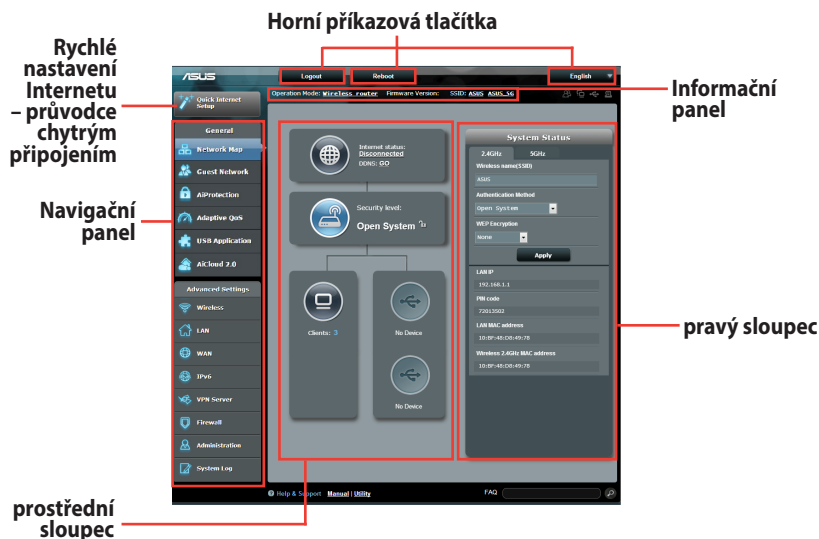 Horní příkazová tlačítka
Rychlé
nastavení
Internetu
– průvodce
chytrým
připojením
Informační
panel
Navigační
panel
pravý sloupec
prostřední
sloupec
ASUS
Logout
Reboot
English
Quick Internet
Setup
Operation Mode: Wireless router Firmware Version: SSID: ASUS ASUS_5G
General
Network Map
Guest Network
AiProtection
Adaptive QoS
USB Application
AiCloud 2.0
Advanced Settings
Wireless
LAN
WAN
IPv6
VPN Server
Firewall
Administration
System Log
Internet status:
Disconnected
DDNS: GO
Security level:
Open System
Clients: 3
No Device
No Device
System Status
2.4GHz 5GHz
Wireless name(SSID)
ASUS
Authentication Method
Open System
WEP Encryption
None
Apply
LAN IP
192.168.1.1
PIN code
72013502
LAN MAC address
10:BF:48:D8:49:78
Wireless 2.4GHz MAC address
10:BF:48:D8:49:78
Help & Support Manual | Utility FAQ